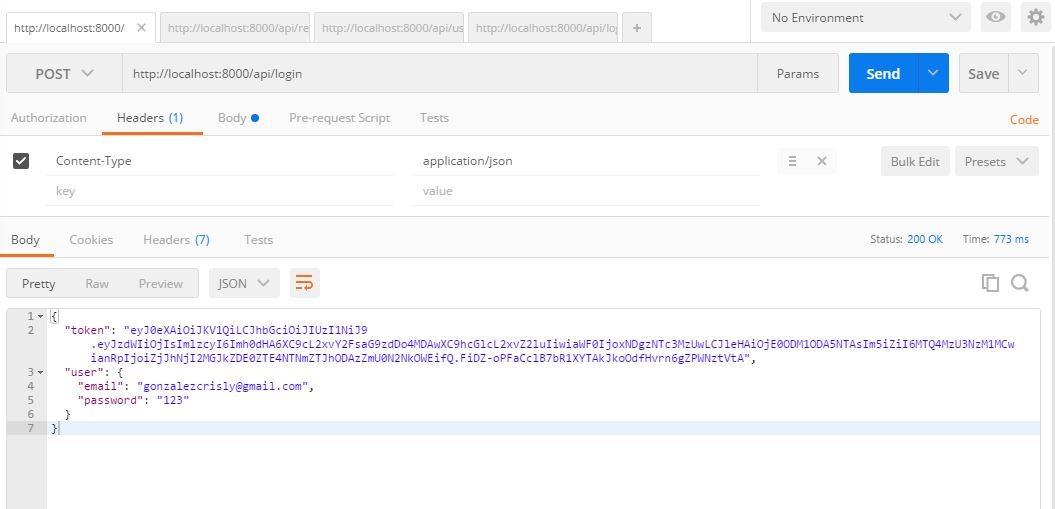 http://localhost:8000/ http://localhost:8000/api/re http://localhost:8000/api/us http://localhost:8000/api/log +
No Environment
POST http://localhost:8000/api/login Params Send Save
Authorization Headers (1) Body Pre-request Script Tests Code
Content-Type application/json Bulk Edit Presets
key value
Body Cookies Headers (7) Tests Status: 200 OK Time: 773 ms
Pretty Raw Preview JSON
1 {
2 "token": "eyJ0eXAiOiJKV1QiLCJhbGciOiJIUzI1NiJ9
.eyJzdWIiOjIsImlzcyI6Imh0dHA6XC9cL2xvY2FsaG9zdDo4MDAwXC9hcGlcL2xvZ2luIiwiaWF0IjoxNDgzNTc3MzUwLCJleHAiOjE0ODM1ODA5NTAsIm5iZiI6MTQ4MzU3NzM1MCw
ianRpIjoiZjJhNjI2MGJkZDE0ZTE4NTNmZTJhODAzZmU0N2NkOWEifQ.FiDZ-oPFaCclB7bR1XYTAkJkoOdfHvrn6gZPWNztVtA",
3 "user": {
4 "email": "gonzalezcrisly@gmail.com",
5 "password": "123"
6 }
7 }